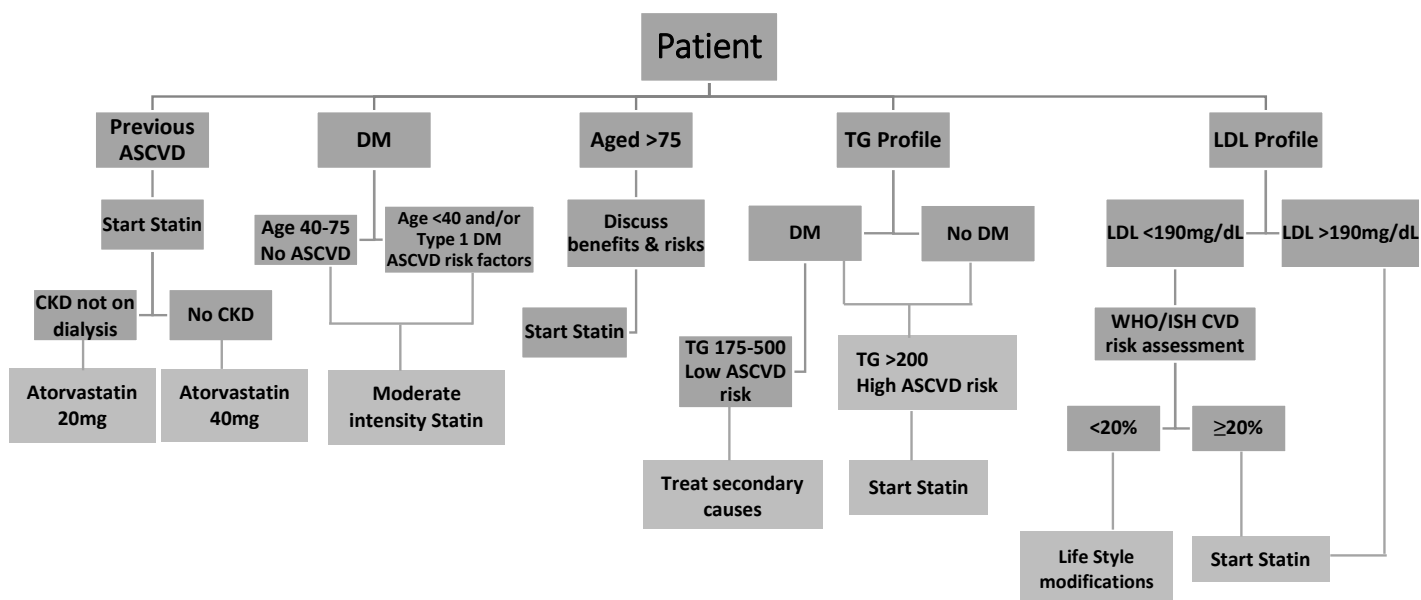 Patient
Previous
ASCVD
DM
Aged >75
TG Profile
LDL Profile
Start Statin
Age 40-75
No ASCVD
Age <40 and/or
Type 1 DM
ASCVD risk factors
Discuss
benefits & risks
DM
No DM
LDL <190mg/dL
LDL >190mg/dL
CKD not on
dialysis
No CKD
Start Statin
TG 175-500
Low ASCVD
risk
TG >200
High ASCVD risk
WHO/ISH CVD
risk assessment
Atorvastatin
20mg
Atorvastatin
40mg
Moderate
intensity Statin
<20%
≥20%
Treat secondary
causes
Start Statin
Life Style
modifications
Start Statin